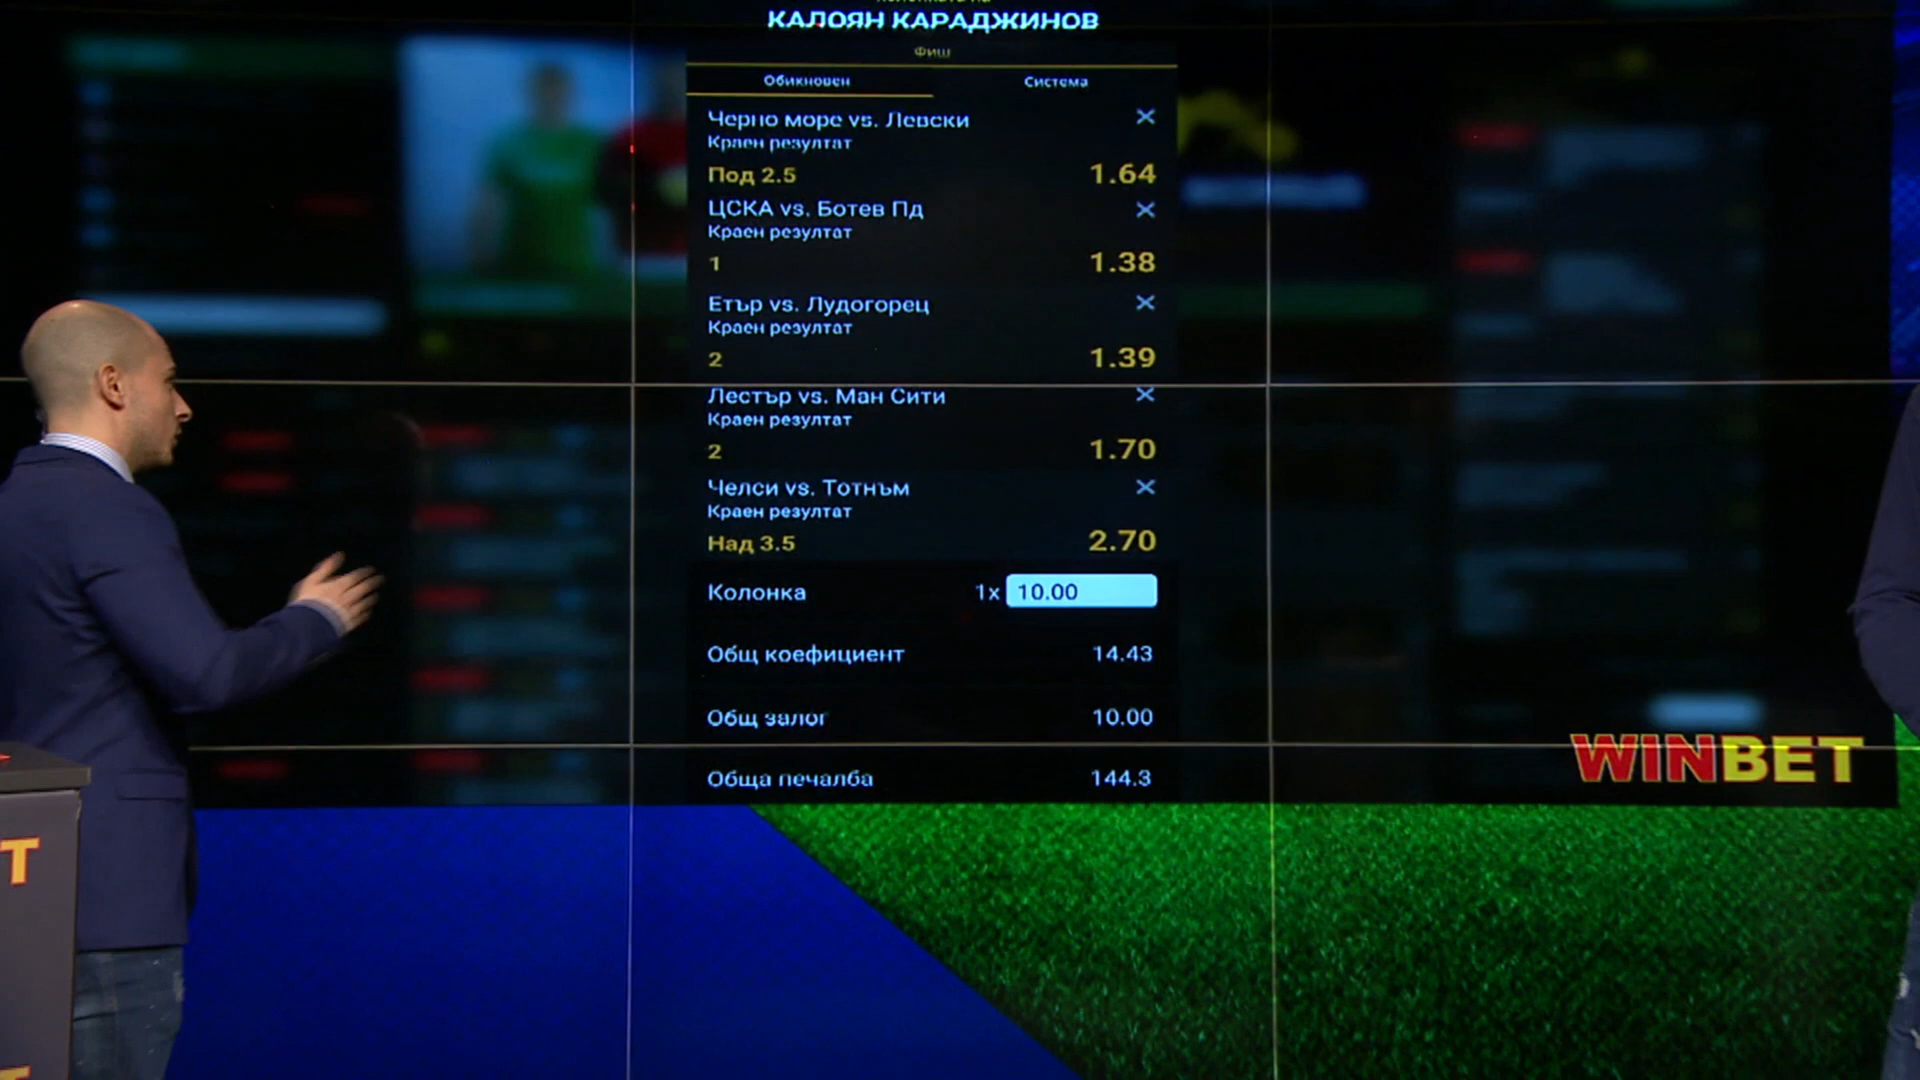 КАЛОЯН КАРАДЖИНОВ
Фиш
Обикновен Система
Черно море vs. Левски
Краен резултат
Под 2.5 1.64
ЦСКА vs. Ботев Пд
Краен резултат
1 1.38
Етър vs. Лудогорец
Краен резултат
2 1.39
Лестър vs. Ман Сити
Краен резултат
2 1.70
Челси vs. Тотнъм
Краен резултат
Над 3.5 2.70
Колонка 1x 10.00
Общ коефициент 14.43
Общ залог 10.00
Обща печалба 144.3
WINBET
T